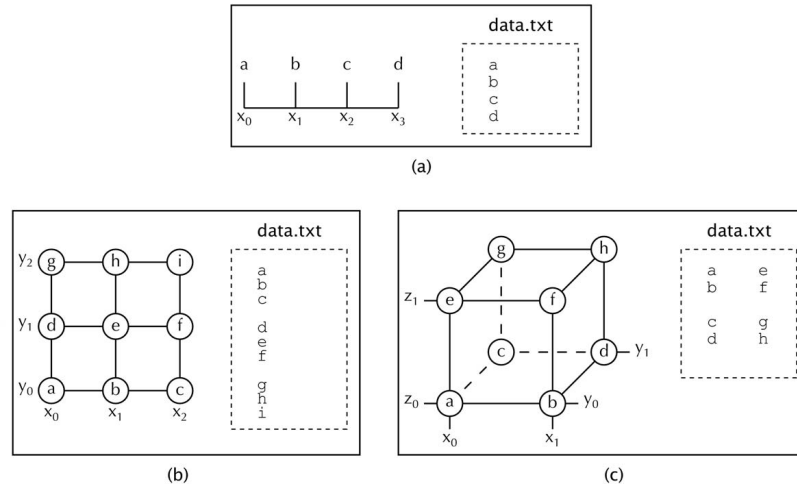 data.txt
a b c d
a
b
c
d
x0 x1 x2 x3
(a)
data.txt
y2 g h i
a
b
c
y1 d e f
d
e
f
y0 a b c
g
h
i
x0 x1 x2
(b)
data.txt
g h
a e
b f
z1 e f
c g
d h
c d y1
z0 a b y0
x0 x1
(c)